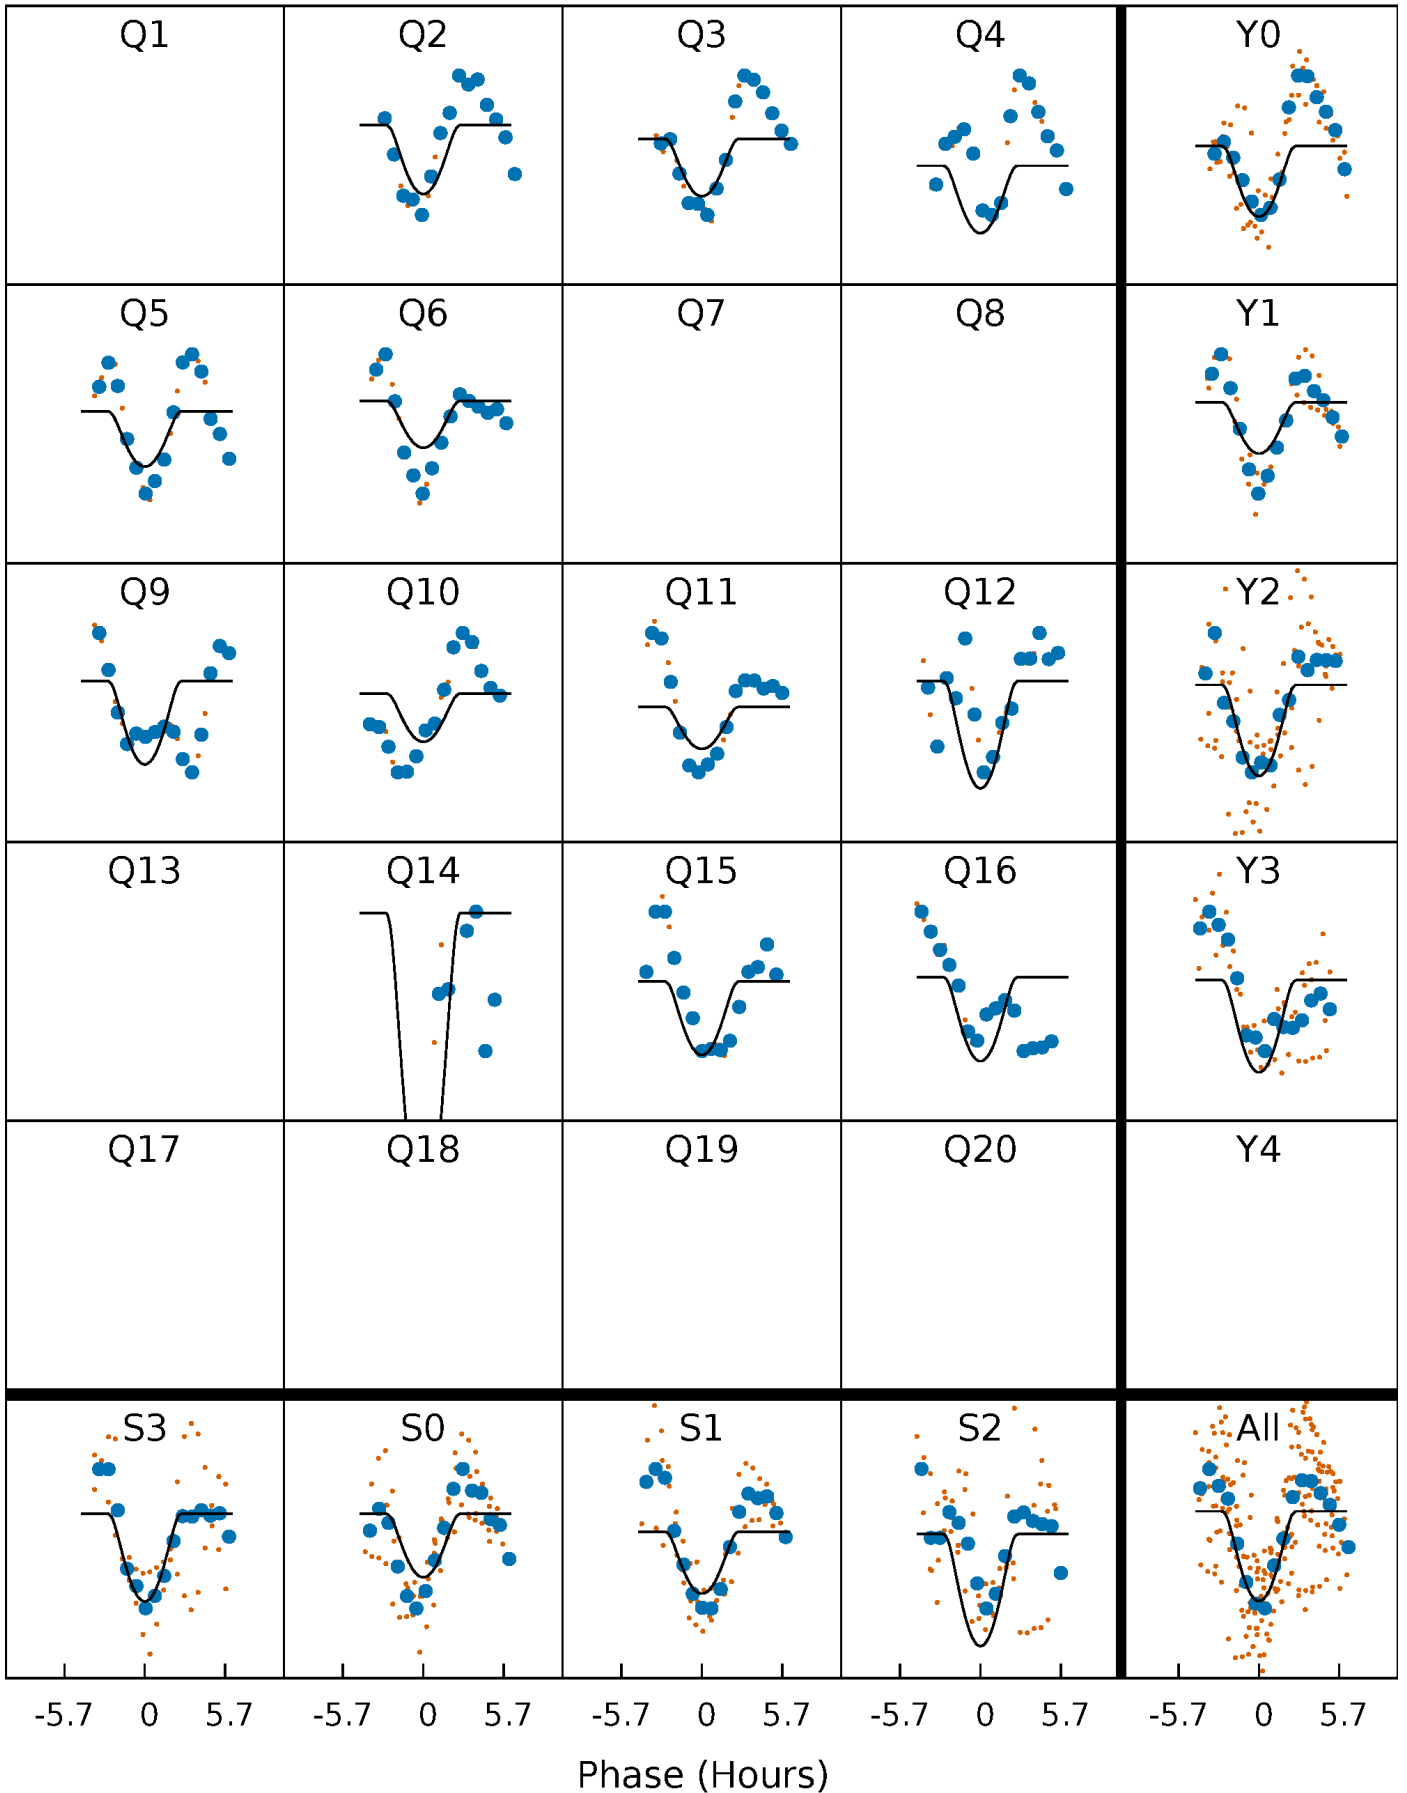 Q1 Q2 Q3 Q4 Y0
Q5 Q6 Q7 Q8 Y1
Q9 Q10 Q11 Q12 Y2
Q13 Q14 Q15 Q16 Y3
Q17 Q18 Q19 Q20 Y4
S3 S0 S1 S2 All
-5.7 0 5.7 -5.7 0 5.7 -5.7 0 5.7 -5.7 0 5.7 -5.7 0 5.7
Phase (Hours)